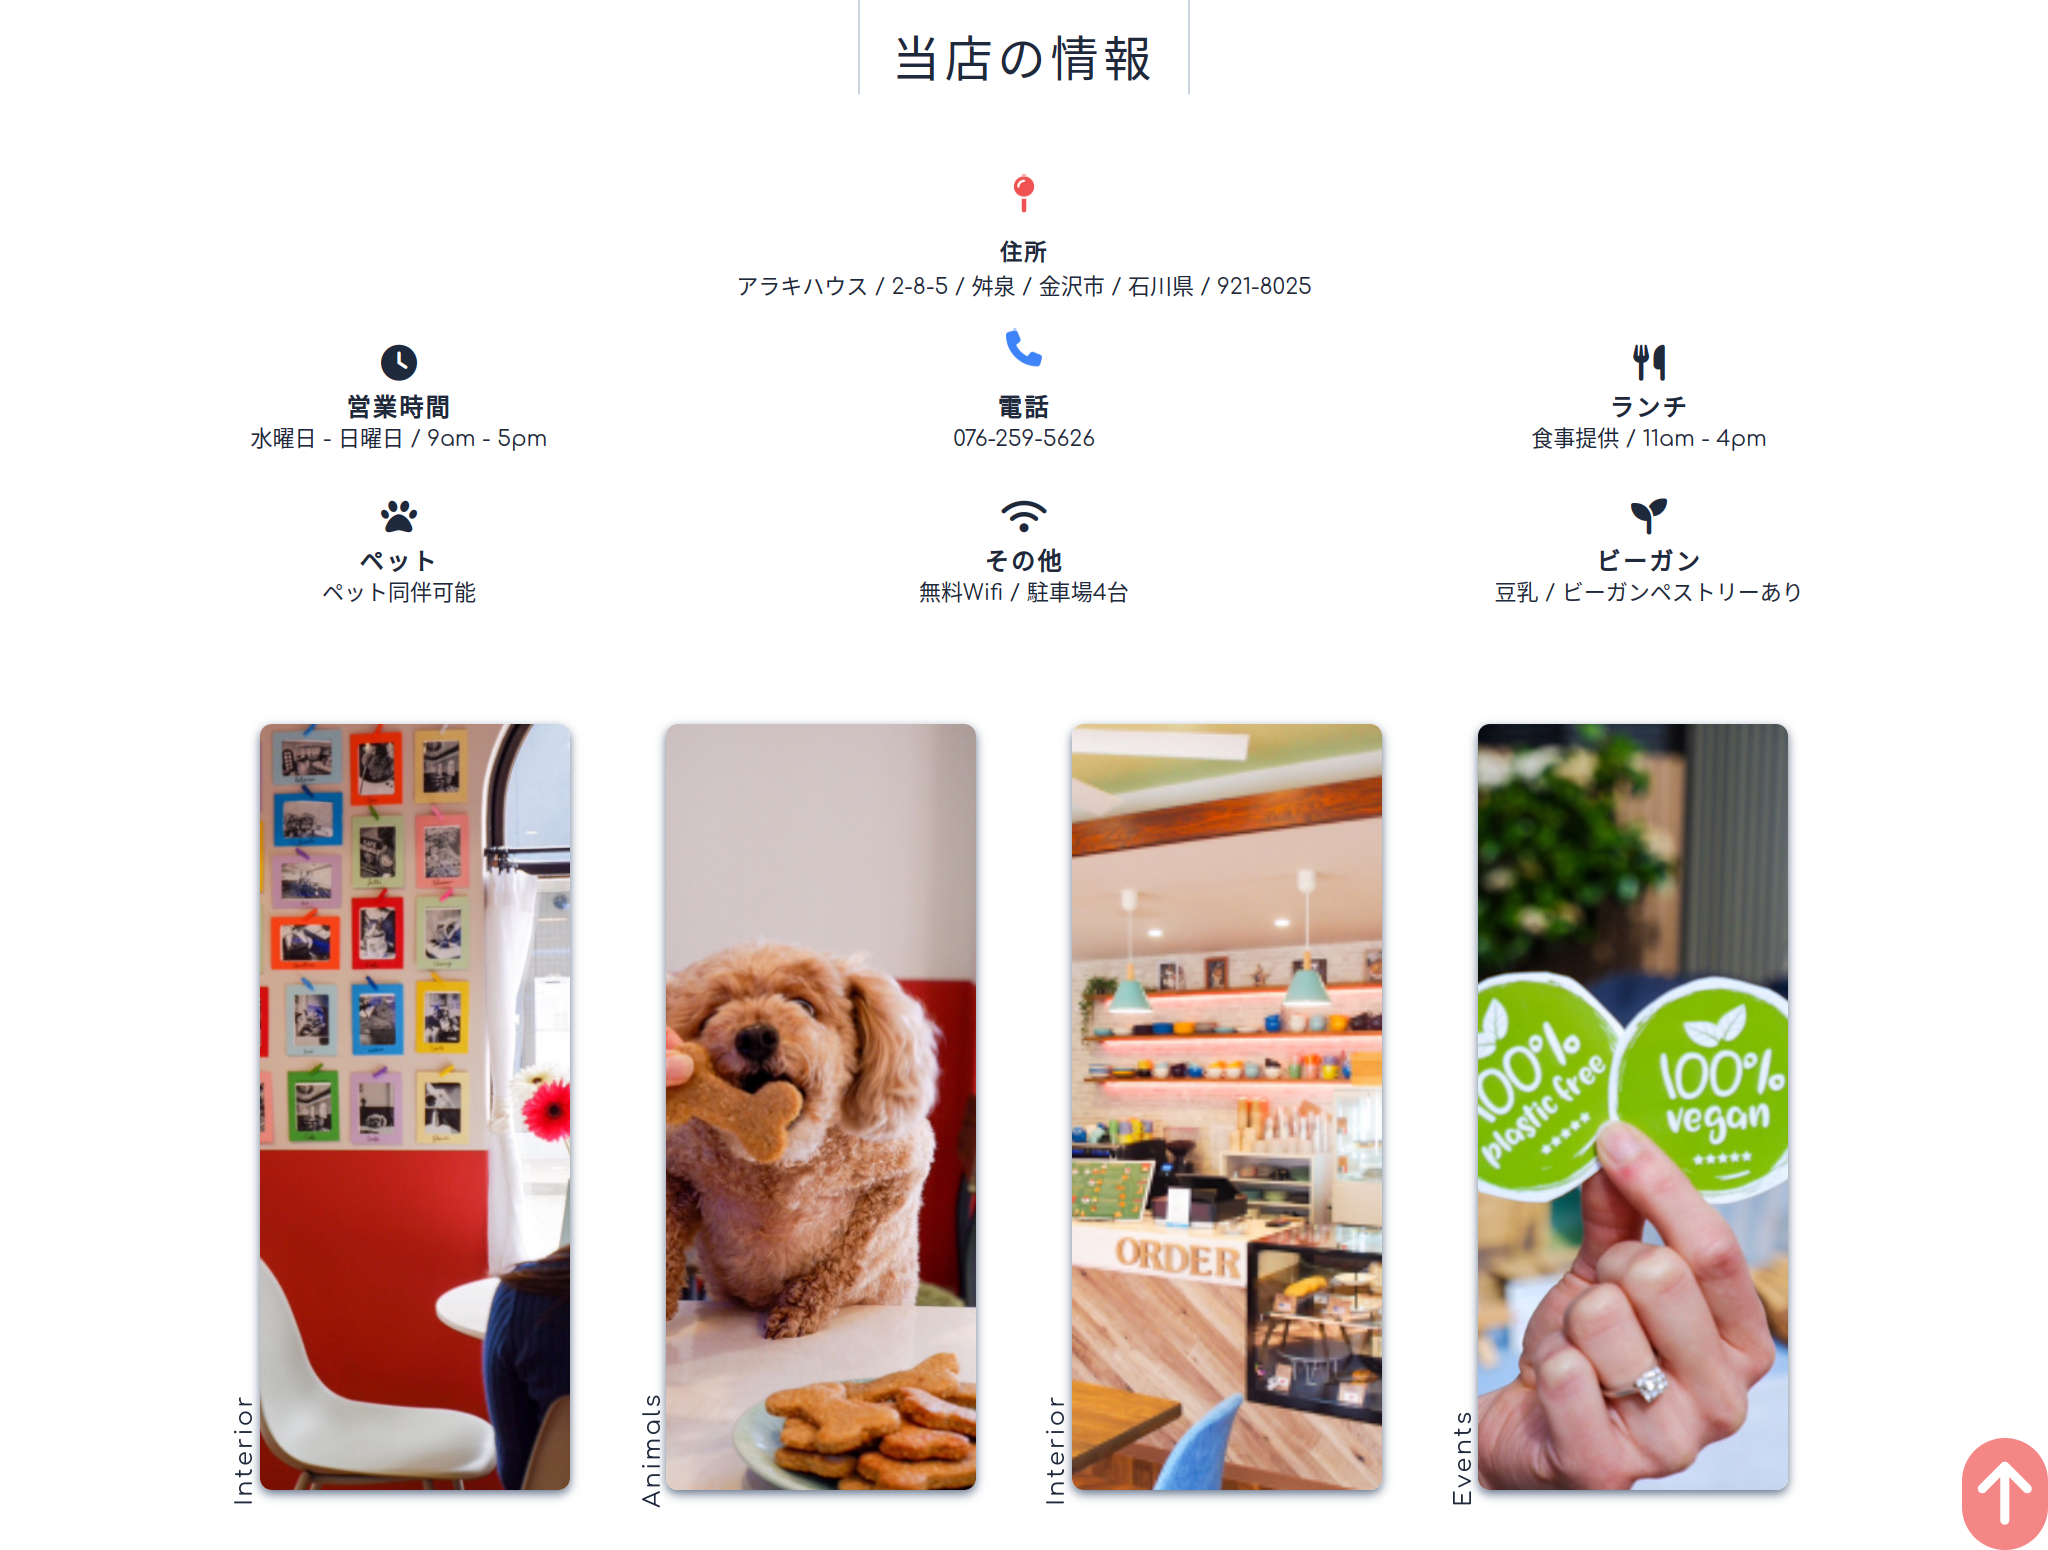 当店の情報
住所
アラキハウス / 2-8-5 / 舛泉 / 金沢市 / 石川県 / 921-8025
営業時間
水曜日 - 日曜日 / 9am - 5pm
電話
076-259-5626
ランチ
食事提供 / 11am - 4pm
ペット
ペット同伴可能
その他
無料Wifi / 駐車場4台
ビーガン
豆乳 / ビーガンペストリーあり
Interior
Animals
Interior
ORDER
Events
100%
plastic free
100%
vegan